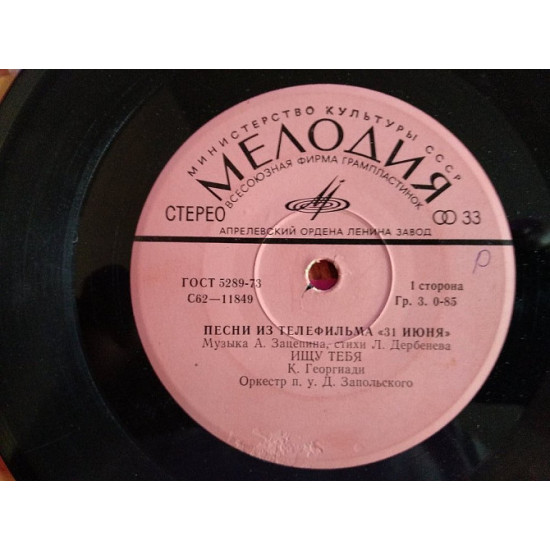 МИНИСТЕРСТВО КУЛЬТУРЫ СССР
МЕЛОДИЯ
ВСЕСОЮЗНАЯ ФИРМА ГРАМПЛАСТИНОК
СТЕРЕО
33
АПРЕЛЕВСКИЙ ОРДЕНА ЛЕНИНА ЗАВОД
р
ГОСТ 5289-73
С62—11849
1 сторона
Гр. 3. 0-85
ПЕСНИ ИЗ ТЕЛЕФИЛЬМА «31 ИЮНЯ»
Музыка А. Зацепина, стихи Л. Дербенева
ИЩУ ТЕБЯ
К. Георгиади
Оркестр п. у. Д. Запольского